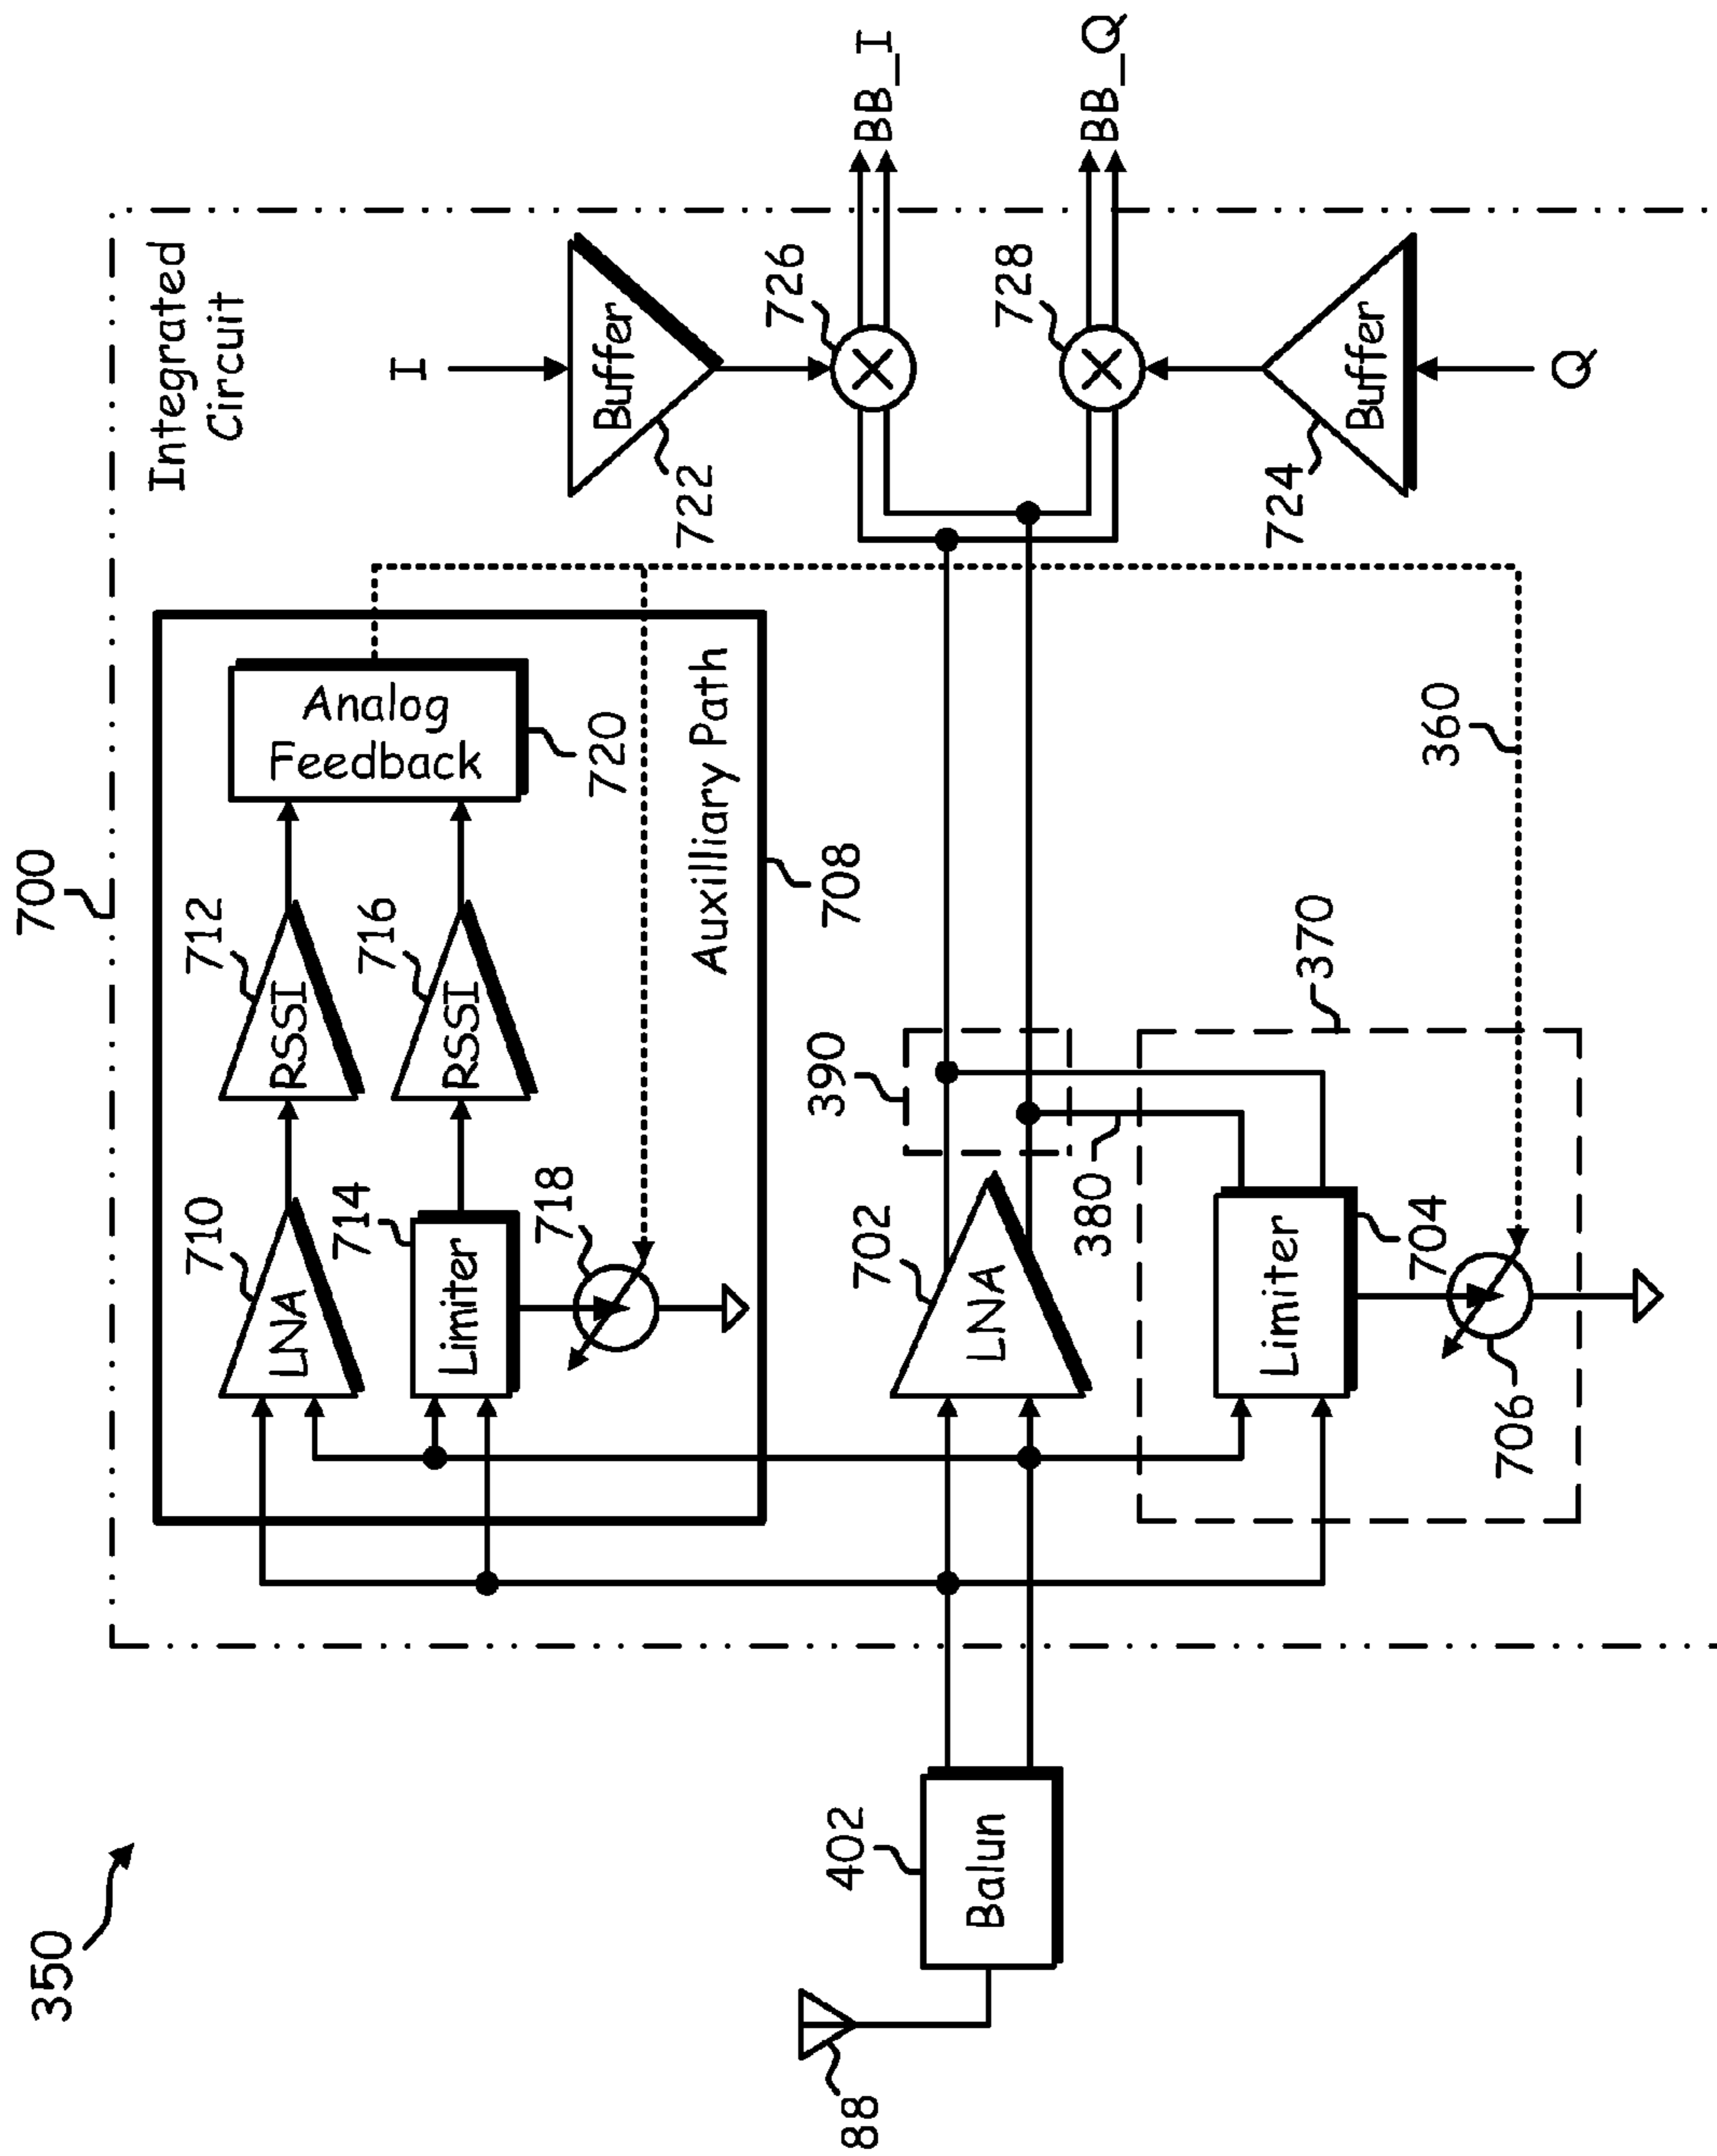 350
700
Integrated
Circuit
710
LNA
712
RSSI
714
Limiter
716
RSSI
718
Analog
Feedback
720
Auxilliary Path
708
I
Buffer
722
726
BB_I
88
402
Balun
702
LNA
390
380
728
BB_Q
370
Limiter
704
706
360
724
Buffer
Q